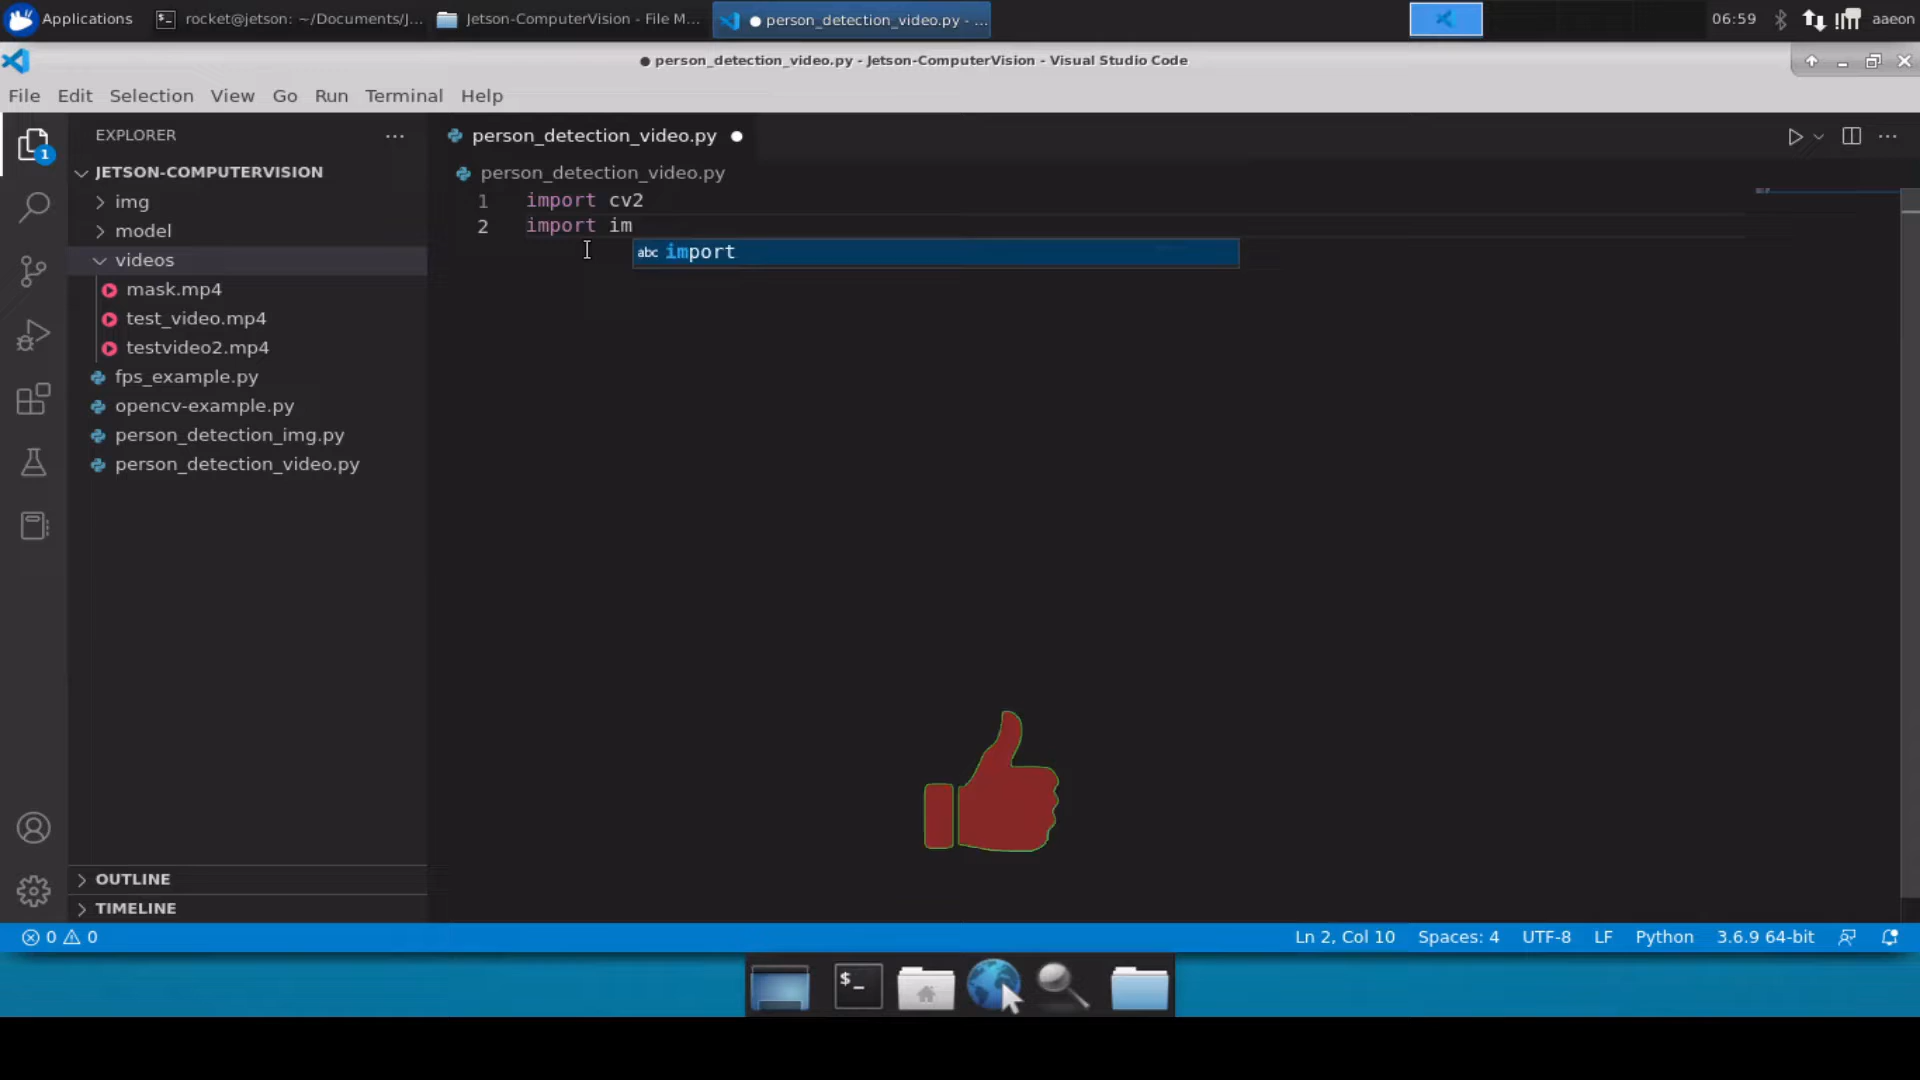 Applications
rocket@jetson: ~/Documents/J...
Jetson-ComputerVision - File M...
● person_detection_video.py - ...
06:59
aaeon
● person_detection_video.py - Jetson-ComputerVision - Visual Studio Code
File Edit Selection View Go Run Terminal Help
EXPLORER
person_detection_video.py
JETSON-COMPUTERVISION
person_detection_video.py
img
1 import cv2
model
2 import im
abc import
videos
mask.mp4
test_video.mp4
testvideo2.mp4
fps_example.py
opencv-example.py
person_detection_img.py
person_detection_video.py
1
OUTLINE
TIMELINE
0 0
Ln 2, Col 10 Spaces: 4 UTF-8 LF Python 3.6.9 64-bit
$_